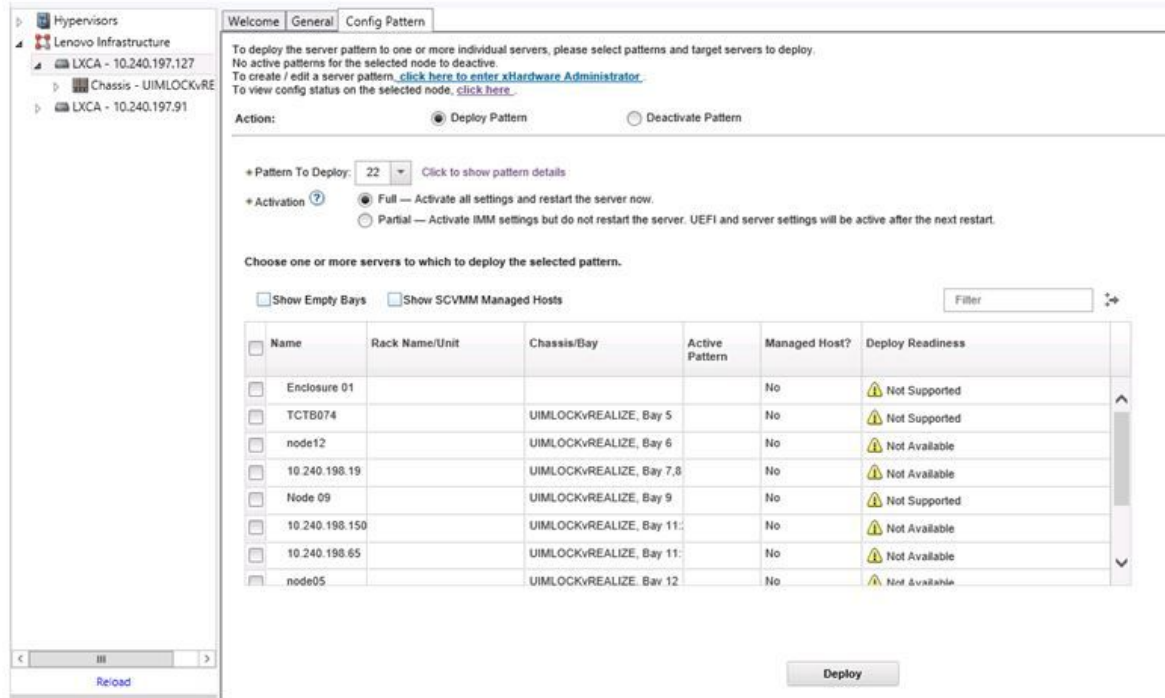 Hypervisors
Lenovo Infrastructure
LXCA - 10.240.197.127
Chassis - UIMLOCKvRE
LXCA - 10.240.197.91
Reload
Welcome General Config Pattern
To deploy the server pattern to one or more individual servers, please select patterns and target servers to deploy.
No active patterns for the selected node to deactive.
To create / edit a server pattern, click here to enter xHardware Administrator .
To view config status on the selected node, click here .
Action: Deploy Pattern Deactivate Pattern
+ Pattern To Deploy: 22 Click to show pattern details
+ Activation ? Full — Activate all settings and restart the server now.
Partial — Activate IMM settings but do not restart the server. UEFI and server settings will be active after the next restart.
Choose one or more servers to which to deploy the selected pattern.
Show Empty Bays Show SCVMM Managed Hosts Filter
Name Rack Name/Unit Chassis/Bay Active Pattern Managed Host? Deploy Readiness
Enclosure 01 No Not Supported
TCTB074 UIMLOCKvREALIZE, Bay 5 No Not Supported
node12 UIMLOCKvREALIZE, Bay 6 No Not Available
10.240.198.19 UIMLOCKvREALIZE, Bay 7,8 No Not Available
Node 09 UIMLOCKvREALIZE, Bay 9 No Not Supported
10.240.198.150 UIMLOCKvREALIZE, Bay 11: No Not Available
10.240.198.65 UIMLOCKvREALIZE, Bay 11: No Not Available
node05 UIMLOCKvREALIZE, Bay 12 No Not Available
Deploy